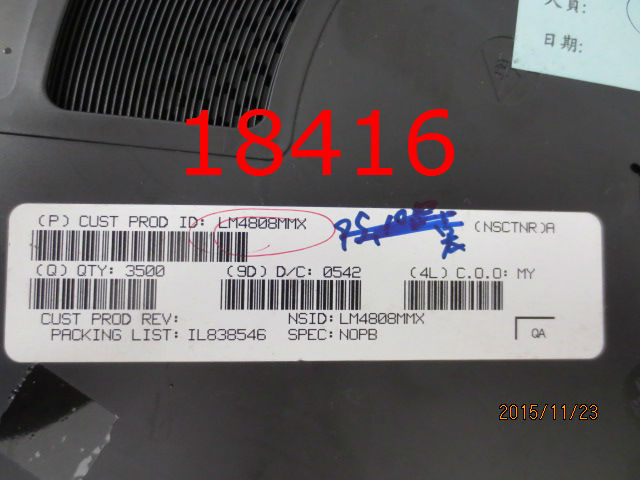 人員:
日期:
18416
(P) CUST PROD ID: LM4808MMX (NSCTNR)A
(Q) QTY: 3500 (9D) D/C: 0542 (4L) C.O.O: MY
CUST PROD REV: NSID: LM4808MMX
PACKING LIST: IL838546 SPEC: NOPB
QA
2015/11/23